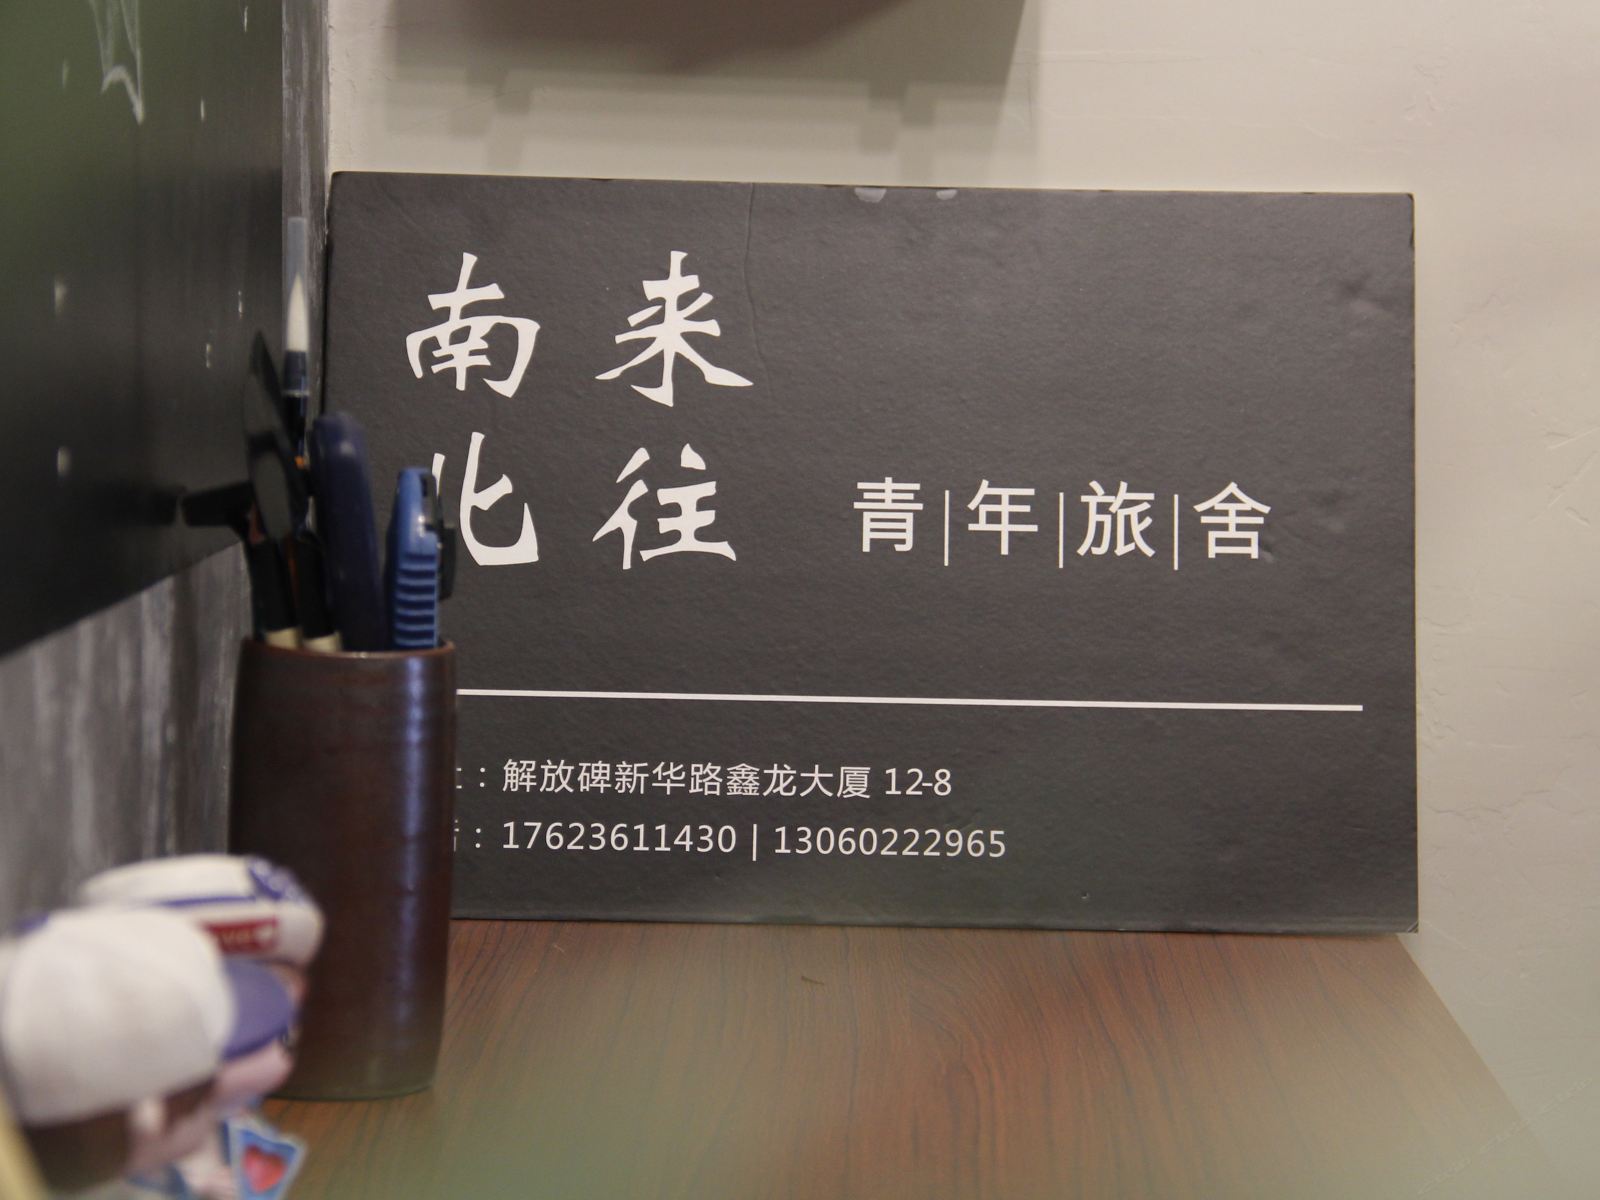 南来
北往
青|年|旅|舍
：解放碑新华路鑫龙大厦 12-8
：17623611430 | 13060222965